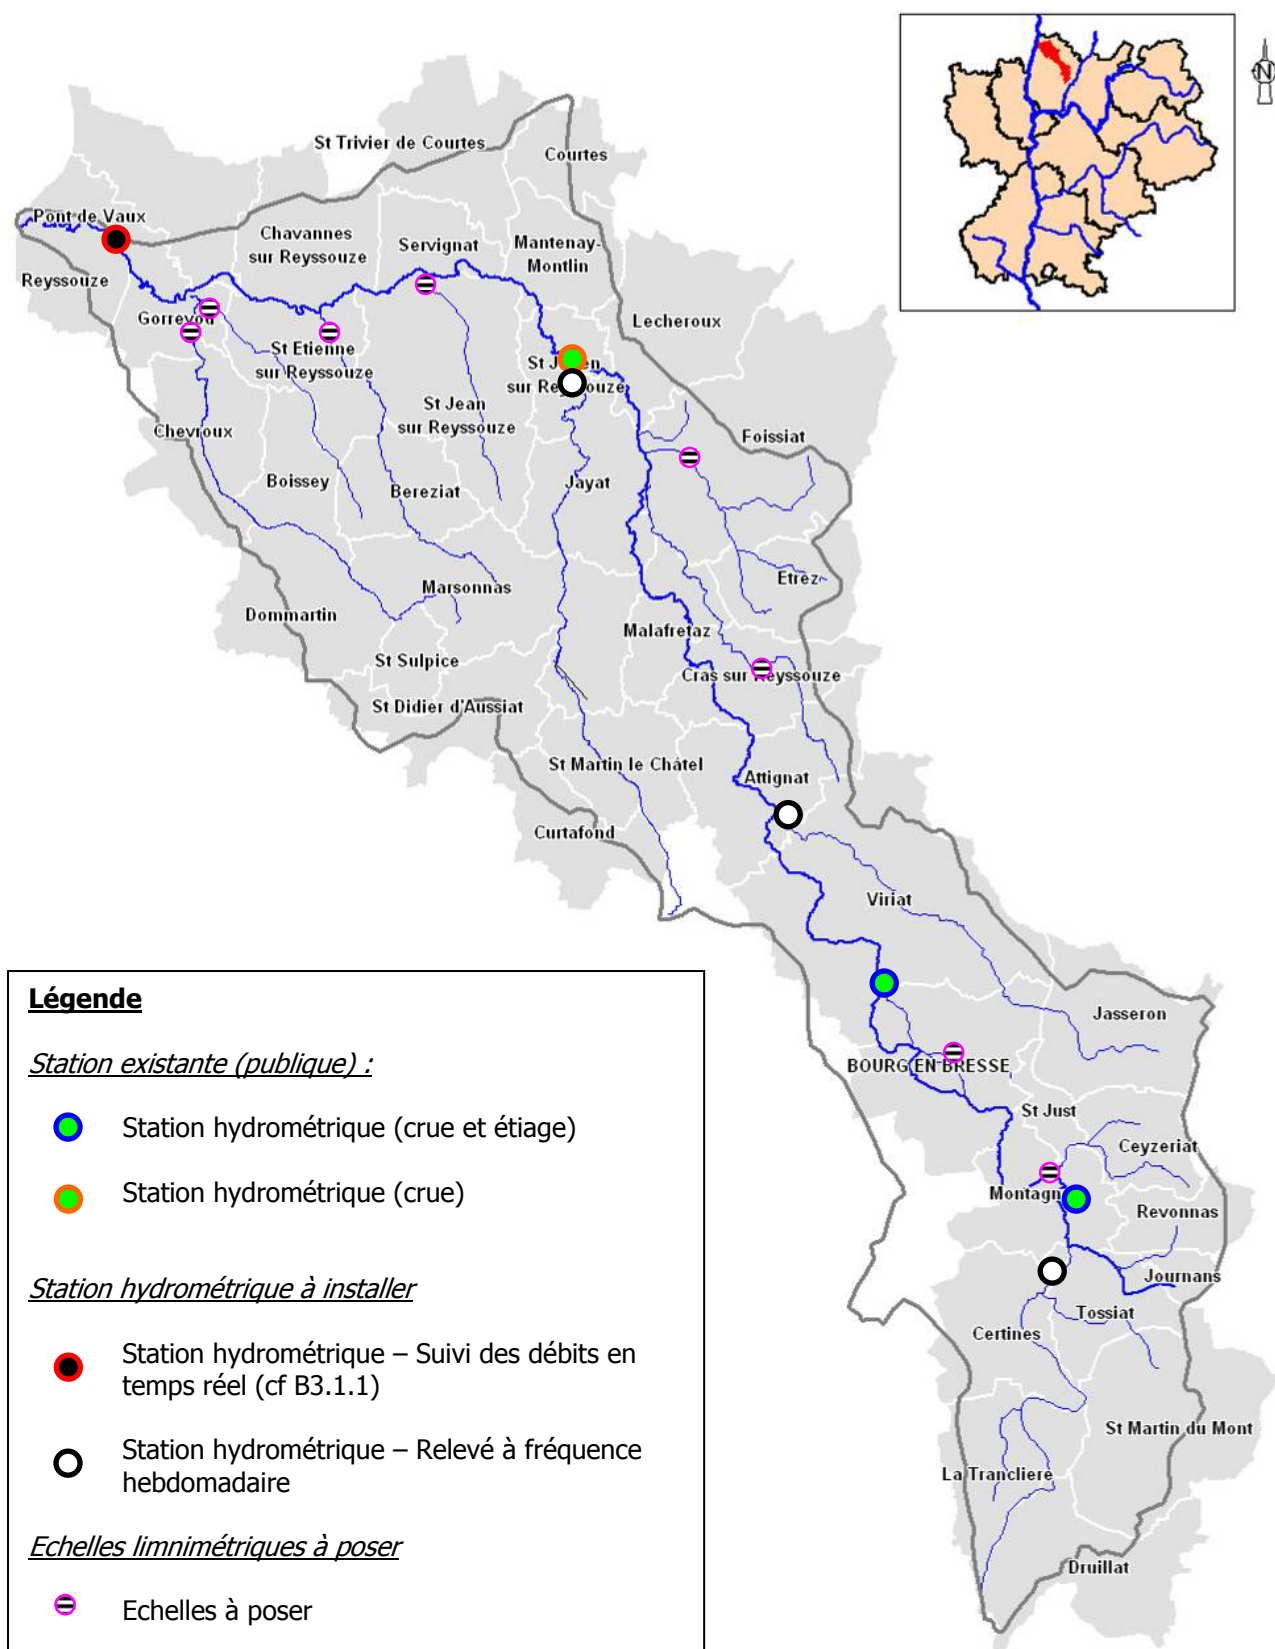 N
St Trivier de Courtes
Courtes
Pont de Vaux
Chavannes
sur Reyssouze
Servignat
Mantenay-
Montlin
Reyssouze
Gorrevod
Lecheroux
St Etienne
sur Reyssouze
St Julien
sur Reyssouze
St Jean
sur Reyssouze
Chevroux
Foissiat
Boissey
Bereziat
Jayat
Etrez
Marsonnas
Dommartin
Malafretaz
St Sulpice
Cras sur Reyssouze
St Didier d'Aussiat
St Martin le Châtel
Attignat
Curtafond
Viriat
Jasseron
BOURG EN BRESSE
St Just
Ceyzeriat
Montagn
Revonnas
Journans
Tossiat
Certines
St Martin du Mont
La Trancliere
Druillat
Légende
Station existante (publique) :
Station hydrométrique (crue et étiage)
Station hydrométrique (crue)
Station hydrométrique à installer
Station hydrométrique – Suivi des débits en
temps réel (cf B3.1.1)
Station hydrométrique – Relevé à fréquence
hebdomadaire
Echelles limnimétriques à poser
Echelles à poser